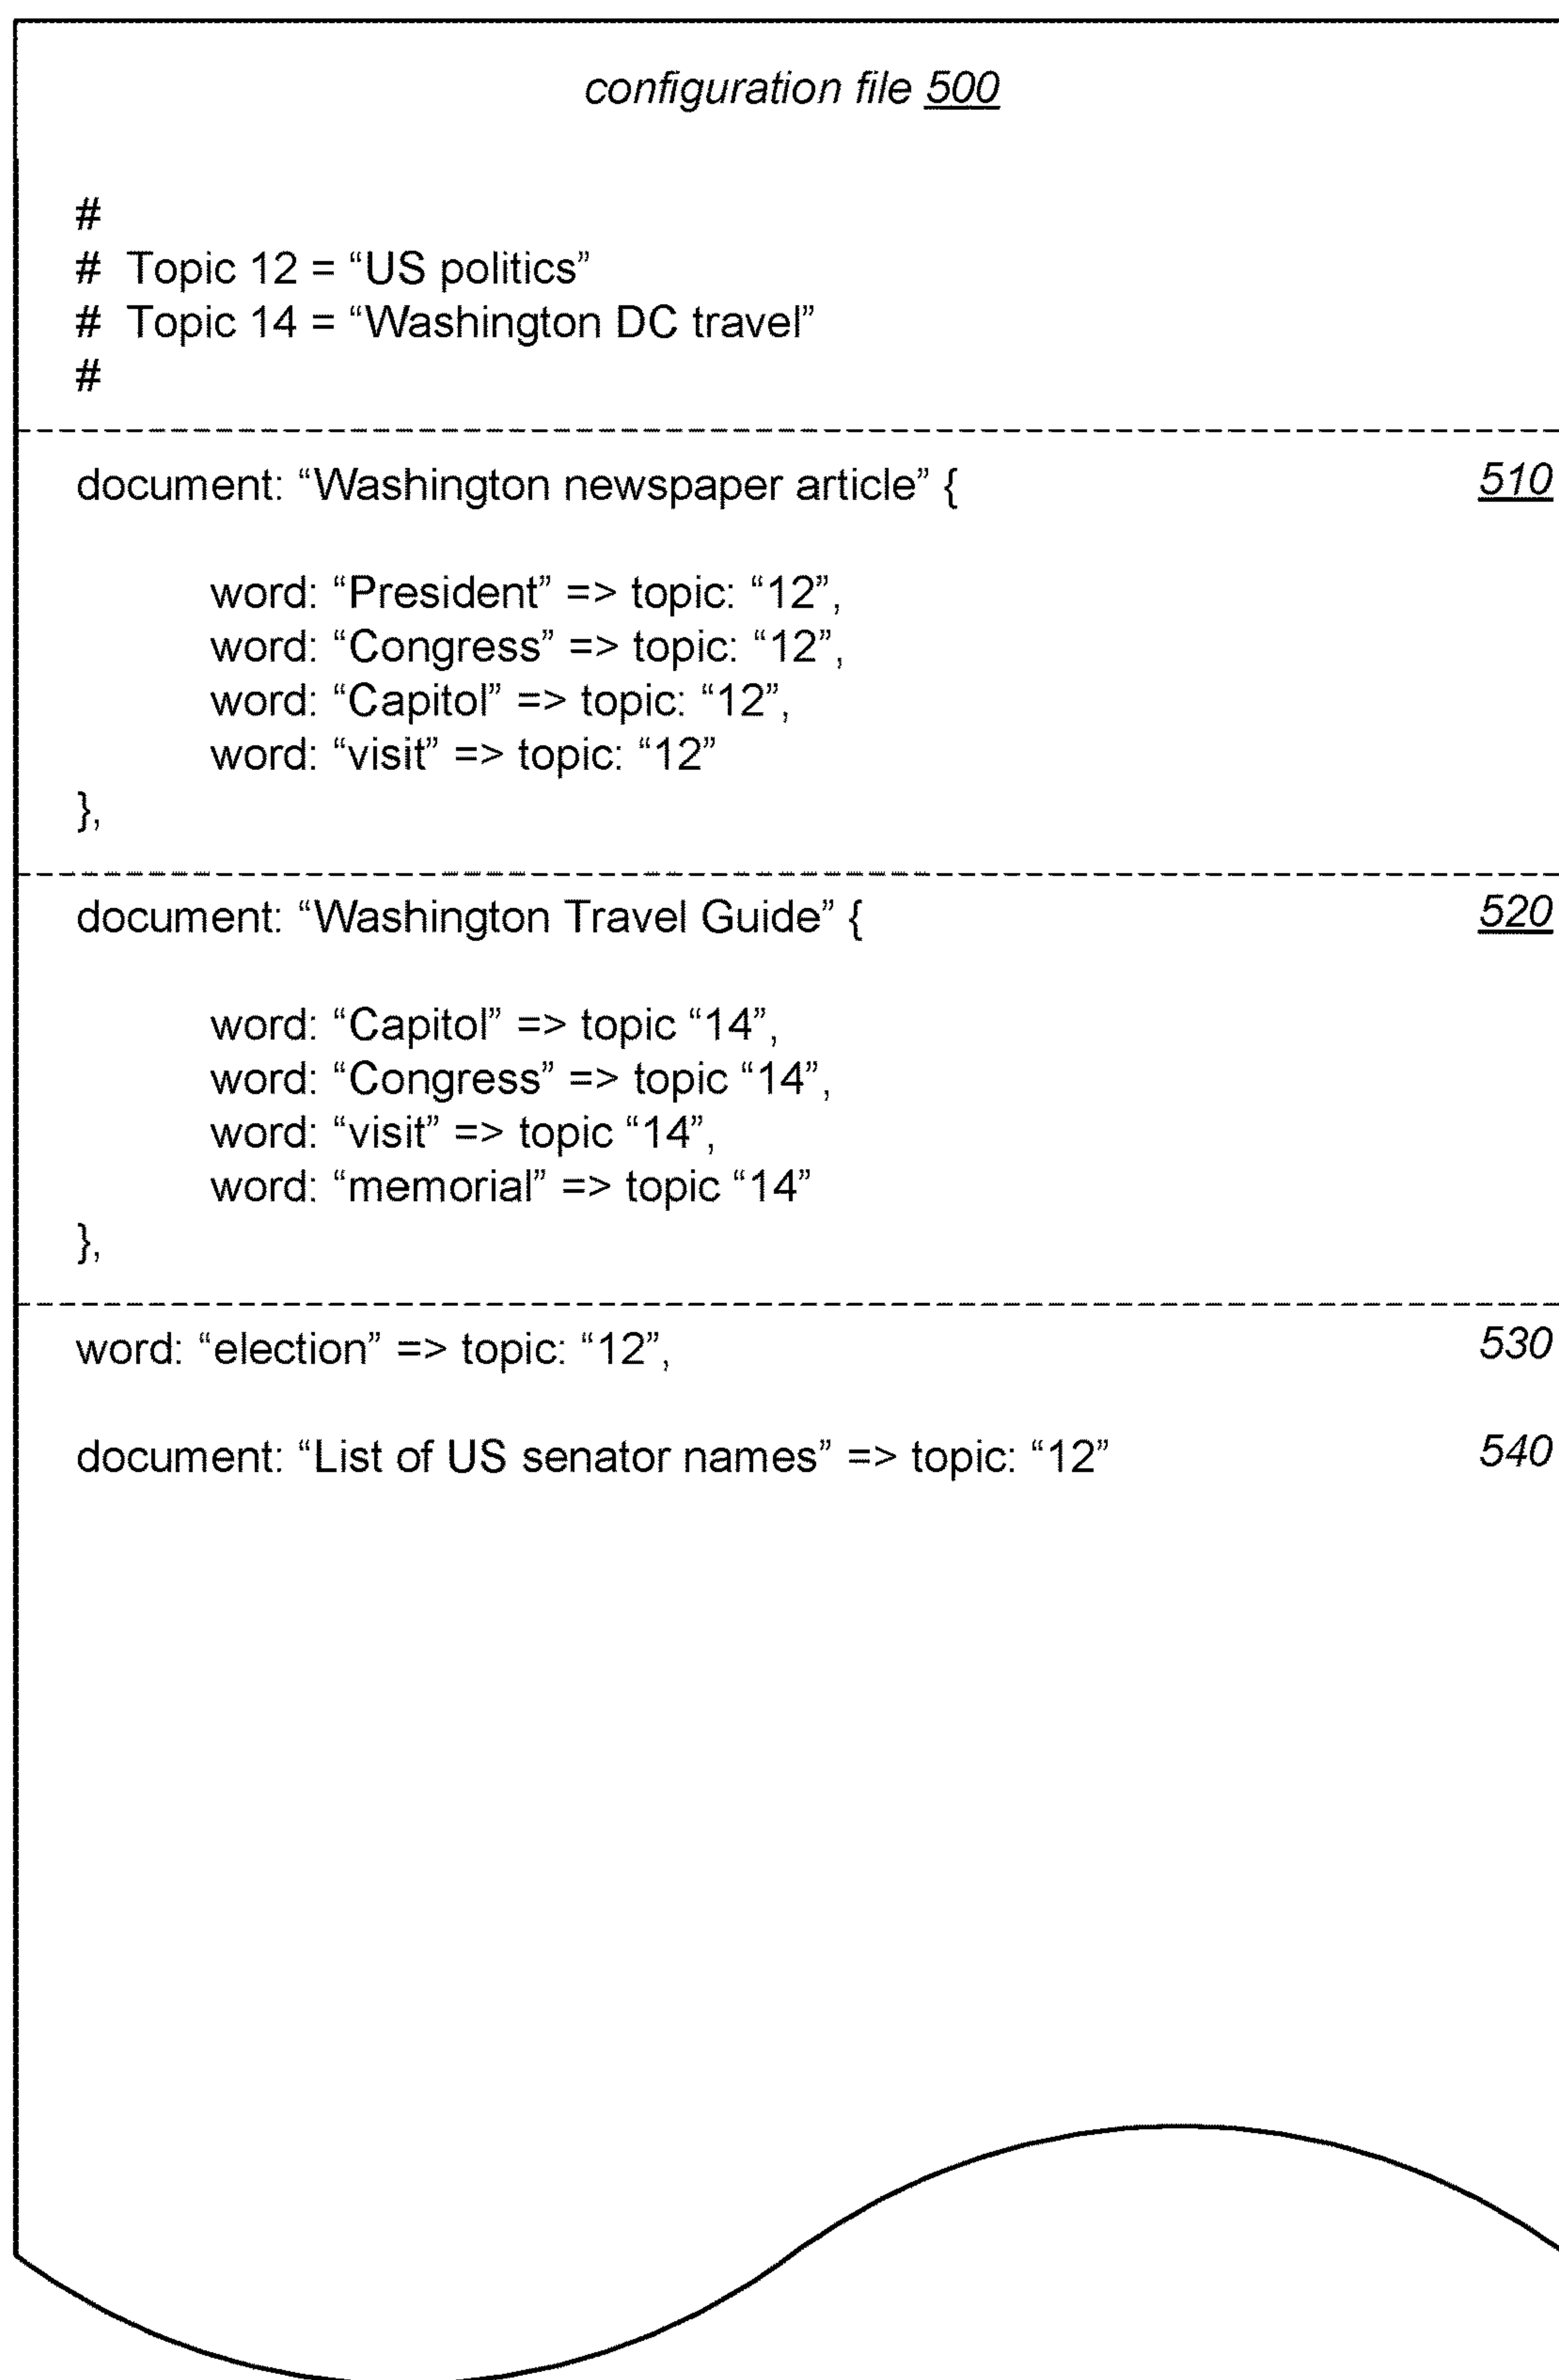 configuration file 500
#
# Topic 12 = “US politics”
# Topic 14 = “Washington DC travel”
#
document: “Washington newspaper article” { 510
word: “President” => topic: “12”,
word: “Congress” => topic: “12”,
word: “Capitol” => topic: “12”,
word: “visit” => topic: “12”
},
document: “Washington Travel Guide” { 520
word: “Capitol” => topic “14”,
word: “Congress” => topic “14”,
word: “visit” => topic “14”,
word: “memorial” => topic “14”
},
word: “election” => topic: “12”, 530
document: “List of US senator names” => topic: “12” 540